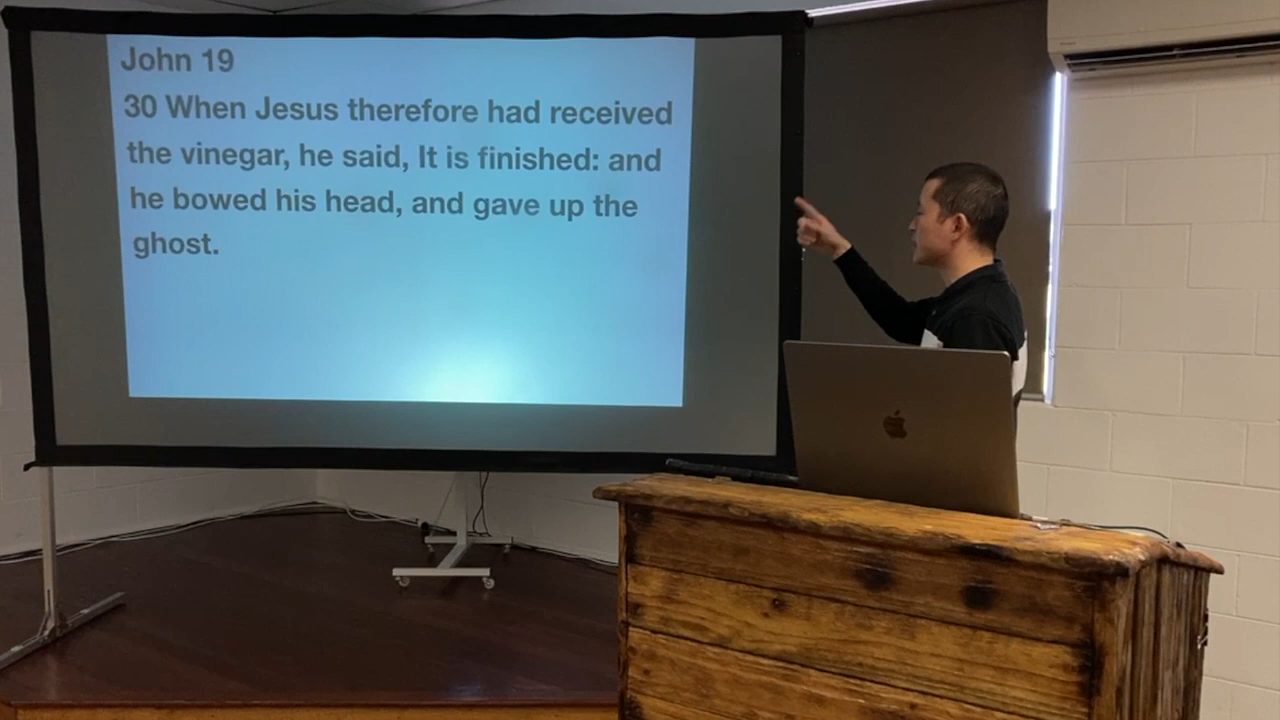 John 19
30 When Jesus therefore had received
the vinegar, he said, It is finished: and
he bowed his head, and gave up the
ghost.